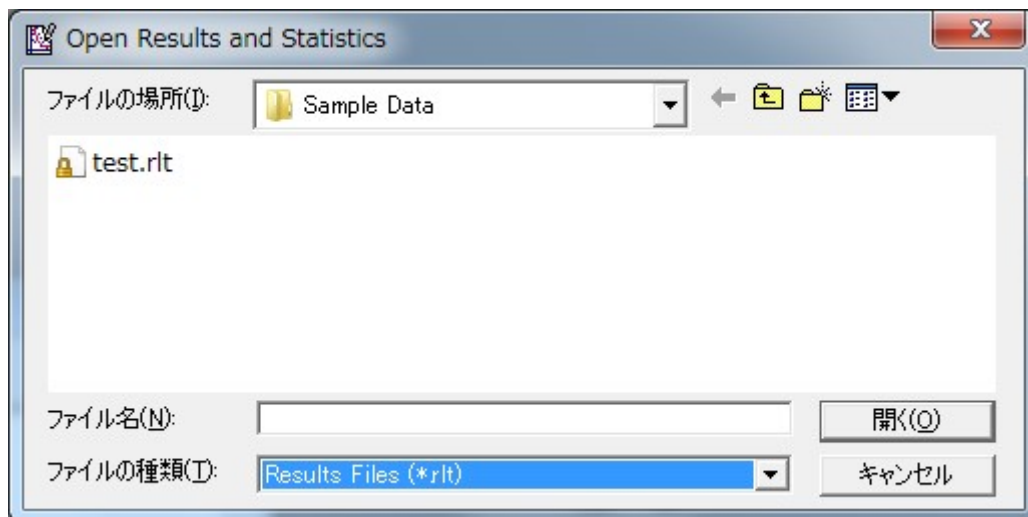 Open Results and Statistics
ファイルの場所(I):
Sample Data
test.rlt
ファイル名(N):
開く(O)
ファイルの種類(T):
Results Files (*rlt)
キャンセル